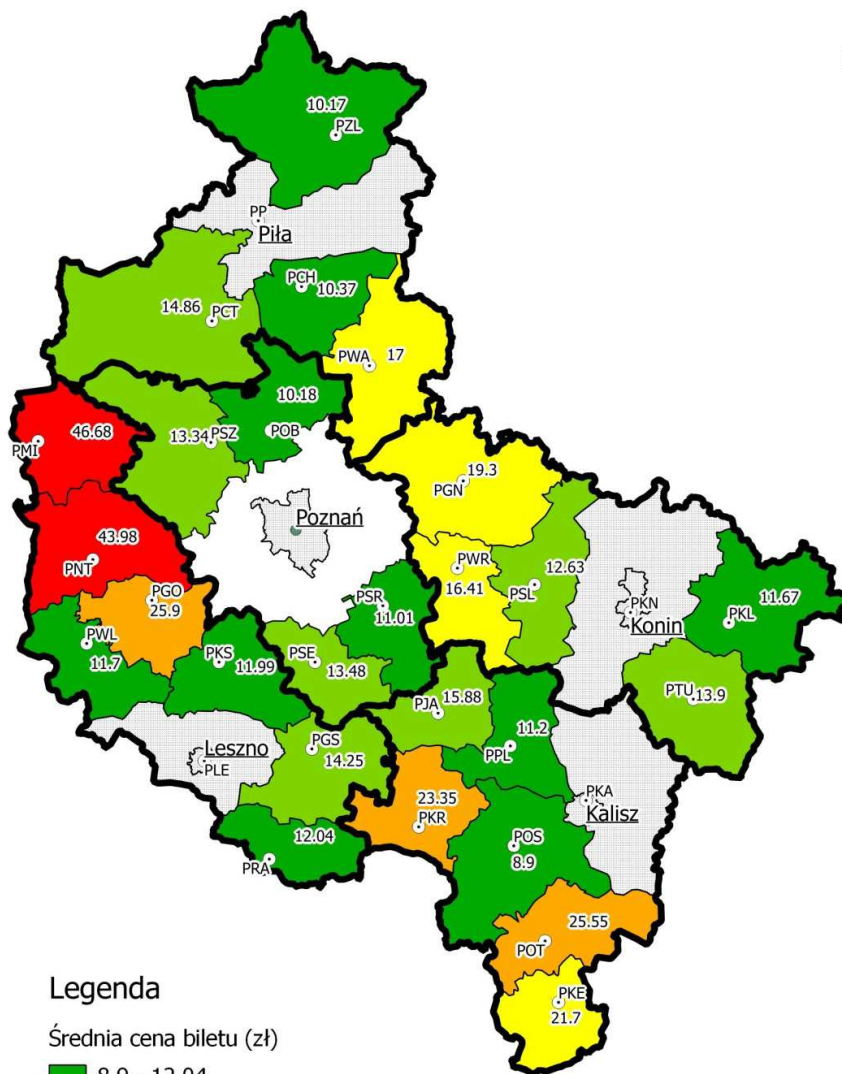 10.17
PZL
PP
Piła
PCH
10.37
14.86
PCT
PWA
17
10.18
POB
46.68
PMI
13.34
PSZ
19.3
PGN
Poznań
43.98
PNT
PWR
16.41
12.63
PSL
PGO
25.9
PSR
11.01
PKN
Konin
11.67
PKL
PWL
11.7
PKS
11.99
PSE
13.48
PTU
13.9
PJA
15.88
PGS
14.25
Leszno
PLE
11.2
PPL
PKA
Kalisz
23.35
PKR
12.04
PRA
POS
8.9
25.55
POT
PKE
21.7
Legenda
Średnia cena biletu (zł)
8.9 - 12.04